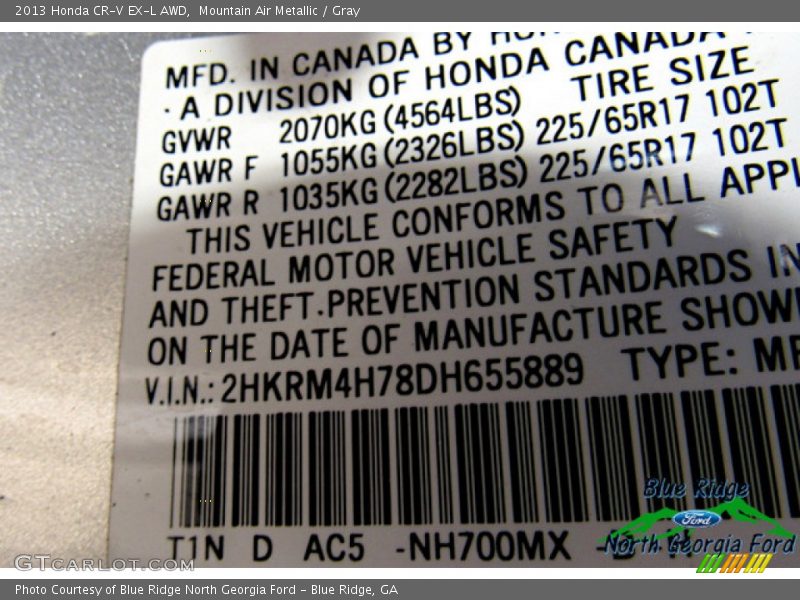 2013 Honda CR-V EX-L AWD, Mountain Air Metallic / Gray
MFD. IN CANADA BY
A DIVISION OF HONDA CANADA
TIRE SIZE
GVWR 2070KG (4564LBS)
GAWR F 1055KG (2326LBS) 225/65R17 102T
GAWR R 1035KG (2282LBS) 225/65R17 102T
THIS VEHICLE CONFORMS TO ALL
FEDERAL MOTOR VEHICLE SAFETY
AND THEFT PREVENTION STANDARDS IN
ON THE DATE OF MANUFACTURE
V.I.N.: 2HKRM4H78DH655889 TYPE:
T1N D AC5 -NH700MX
Blue Ridge
Ford
North Georgia Ford
GTCarLot.com
Photo Courtesy of Blue Ridge North Georgia Ford - Blue Ridge, GA